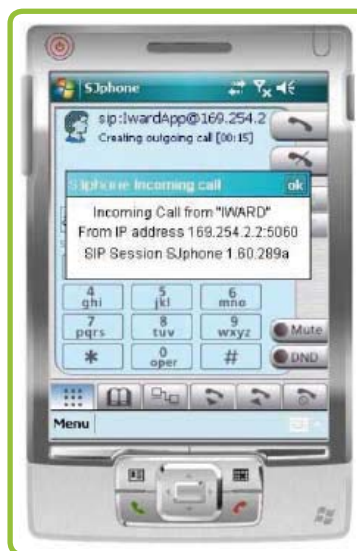 SJphone
sip:IwardApp@169.254.2
Creating outgoing call [00:15]
SJphone Incoming call ok
Incoming Call from "IWARD"
From IP address 169.254.2.2:5060
SIP Session SJphone 1.60.289a
4 5 6
ghi jkl mno
7 8 9
pqrs tuv wxyz
Mute
* 0 #
oper
DND
Menu